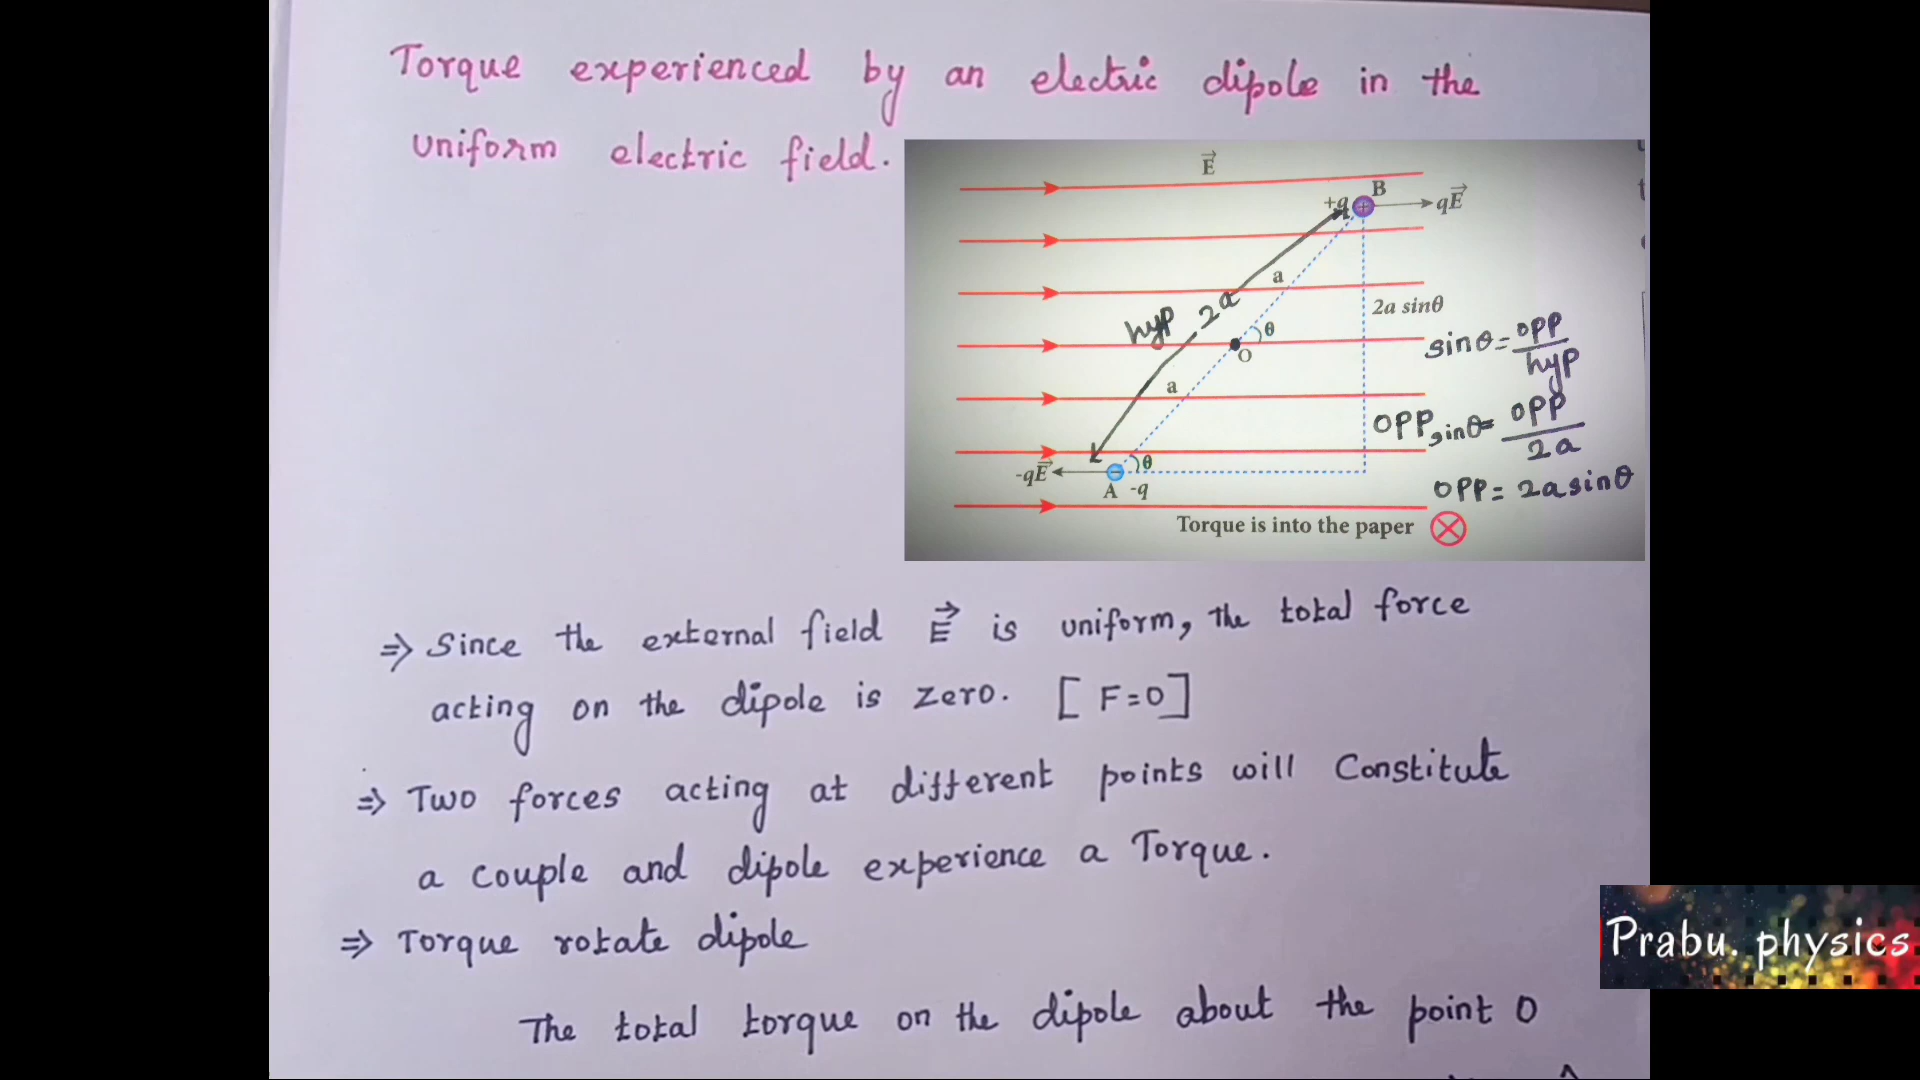 Torque experienced by an electric dipole in the
uniform electric field.
E⃗
B
+q
qE⃗
a
2a sinθ
hyp 2a
θ
O
sinθ = opp/hyp
a
OPP sinθ = OPP/2a
θ
-qE⃗
A -q
OPP = 2a sinθ
Torque is into the paper
⇒ Since the external field E⃗ is uniform, the total force
acting on the dipole is zero. [F=0]
⇒ Two forces acting at different points will Constitute
a couple and dipole experience a Torque.
⇒ Torque rotate dipole
The total torque on the dipole about the point O
Prabu. physics